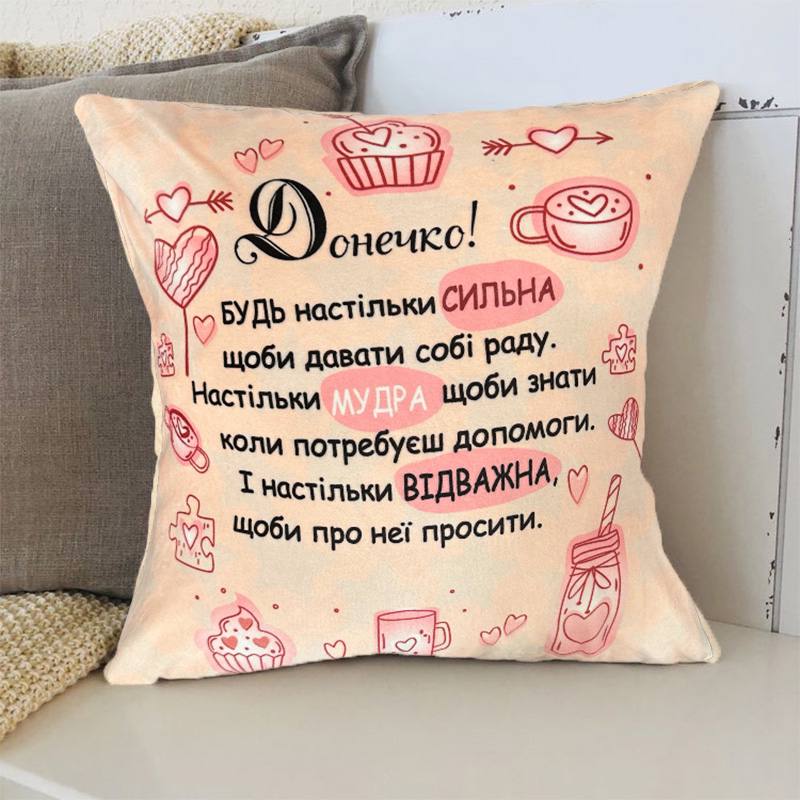 Донечко!
БУДЬ настільки СИЛЬНА
щоби давати собі раду.
Настільки МУДРА щоби знати
коли потребуєш допомоги.
І настільки ВІДВАЖНА,
щоби про неї просити.